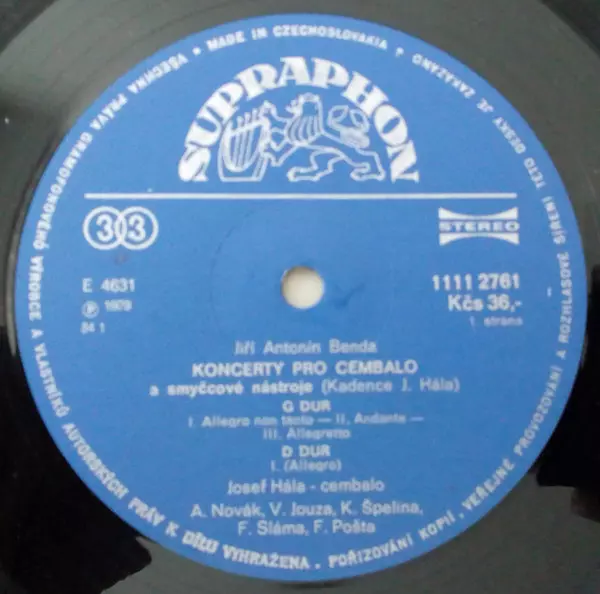 VŠECHNA PRÁVA GRAMOFONOVÉHO VÝROBCE A VLASTNÍKŮ AUTORSKÝCH PRÁV K DÍLU VYHRAŽENA. POŘIZOVÁNÍ KOPIÍ, VEŘEJNÉ PROVOZOVÁNÍ A ROZHLASOVÉ ŠÍŘENÍ TÉTO DESKY JE ZAKÁZÁNO • MADE IN CZECHOSLOVAKIA •
SUPRAPHON
33
STEREO
E 4631
1111 2761
℗ 1979
Kčs 36,-
84 1
1. strana
Jiří Antonín Benda
KONCERTY PRO CEMBALO
a smyčcové nástroje (Kadence J. Hála)
G DUR
I. Allegro non tanto — II. Andante —
III. Allegretto
D DUR
I. (Allegro)
Josef Hála - cembalo
A. Novák, V. Jouza, K. Špelina,
F. Sláma, F. Pošta